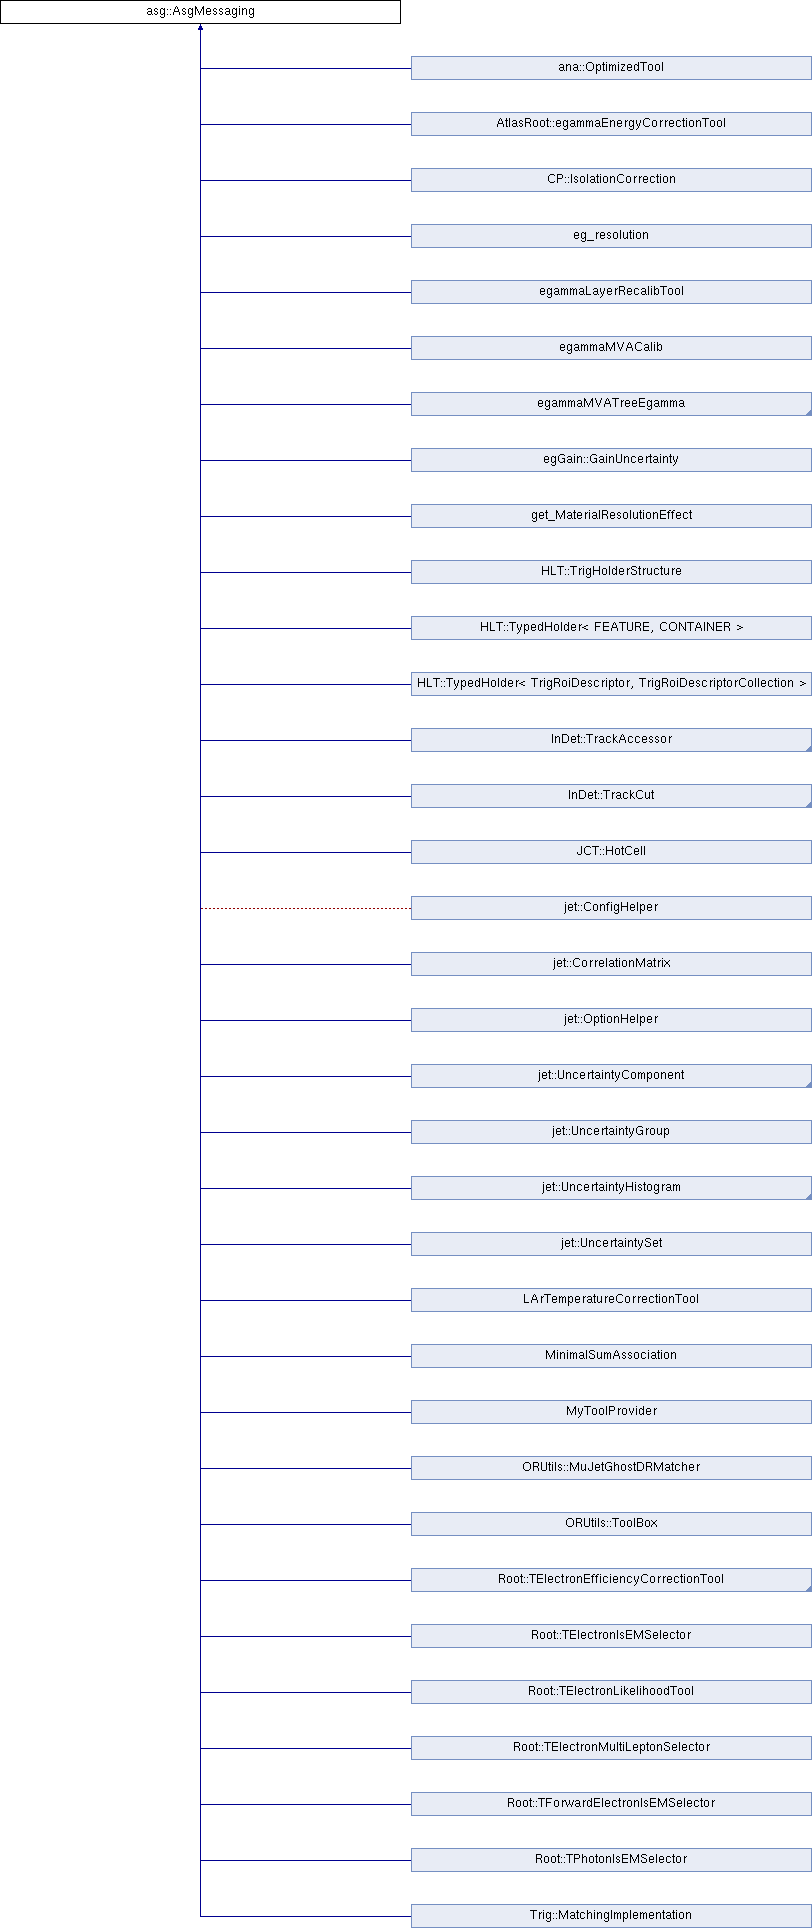 asg::AsgMessaging
ana::OptimizedTool
AtlasRoot::egammaEnergyCorrectionTool
CP::IsolationCorrection
eg_resolution
egammaLayerRecalibTool
egammaMVACalib
egammaMVATreeEgamma
egGain::GainUncertainty
get_MaterialResolutionEffect
HLT::TrigHolderStructure
HLT::TypedHolder< FEATURE, CONTAINER >
HLT::TypedHolder< TrigRoiDescriptor, TrigRoiDescriptorCollection >
InDet::TrackAccessor
InDet::TrackCut
JCT::HotCell
jet::ConfigHelper
jet::CorrelationMatrix
jet::OptionHelper
jet::UncertaintyComponent
jet::UncertaintyGroup
jet::UncertaintyHistogram
jet::UncertaintySet
LArTemperatureCorrectionTool
MinimalSumAssociation
MyToolProvider
ORUtils::MuJetGhostDRMatcher
ORUtils::ToolBox
Root::TElectronEfficiencyCorrectionTool
Root::TElectronIsEMSelector
Root::TElectronLikelihoodTool
Root::TElectronMultiLeptonSelector
Root::TForwardElectronIsEMSelector
Root::TPhotonIsEMSelector
Trig::MatchingImplementation